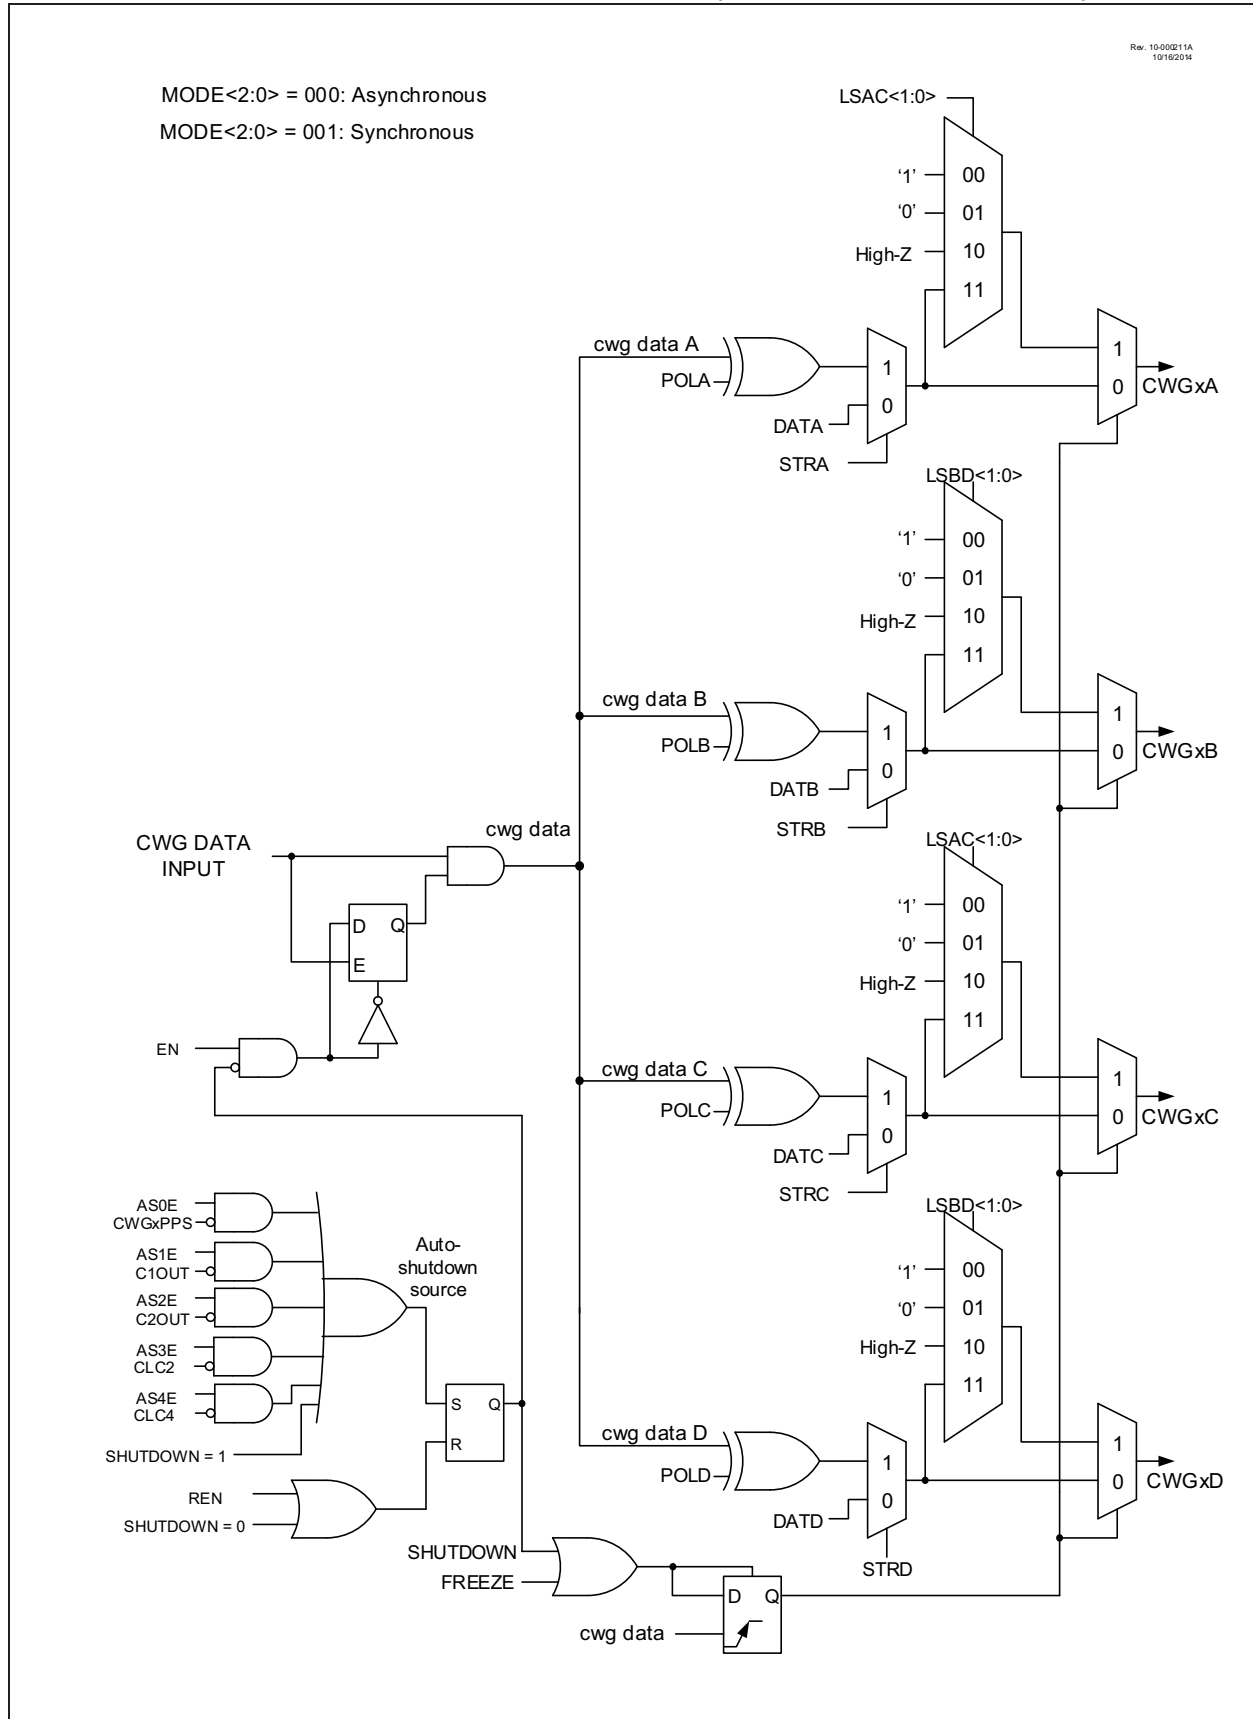 Rev. 10-000211A
10/16/2014
MODE<2:0> = 000: Asynchronous
MODE<2:0> = 001: Synchronous
LSAC<1:0>
'1'
00
'0'
01
High-Z
10
11
cwg data A
POLA
1
0
DATA
STRA
1
0
CWGxA
LSBD<1:0>
'1'
00
'0'
01
High-Z
10
11
cwg data B
POLB
1
0
DATB
STRB
1
0
CWGxB
CWG DATA
INPUT
cwg data
D
Q
E
EN
LSAC<1:0>
'1'
00
'0'
01
High-Z
10
11
cwg data C
POLC
1
0
DATC
STRC
1
0
CWGxC
AS0E
CWGxPPS
AS1E
C1OUT
AS2E
C2OUT
AS3E
CLC2
AS4E
CLC4
SHUTDOWN = 1
Auto-
shutdown
source
S
Q
R
REN
SHUTDOWN = 0
LSBD<1:0>
'1'
00
'0'
01
High-Z
10
11
cwg data D
POLD
1
0
DATD
STRD
1
0
CWGxD
SHUTDOWN
FREEZE
D
Q
cwg data